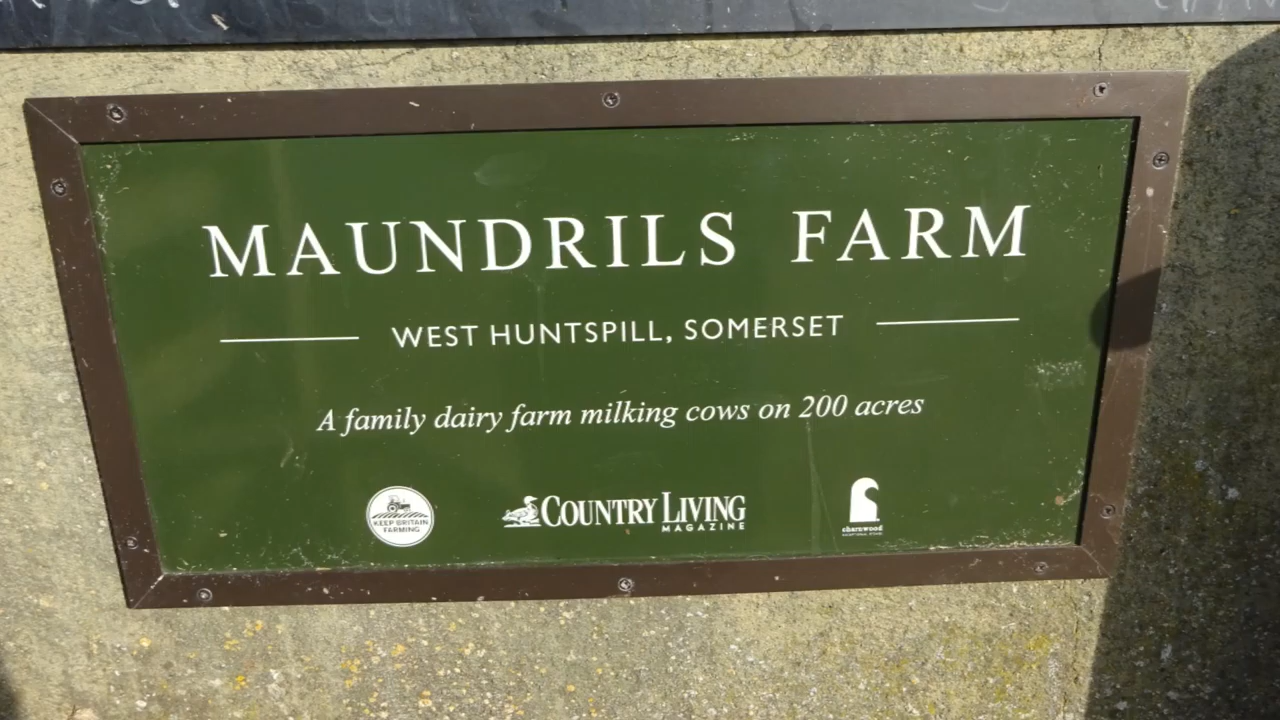 MAUNDRILS FARM
WEST HUNTSPILL, SOMERSET
A family dairy farm milking cows on 200 acres
KEEP BRITAIN
FARMING
COUNTRY LIVING
MAGAZINE
charnwood